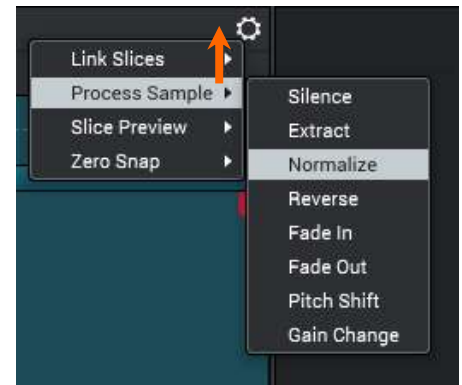 Link Slices
Process Sample
Slice Preview
Zero Snap
Silence
Extract
Normalize
Reverse
Fade In
Fade Out
Pitch Shift
Gain Change